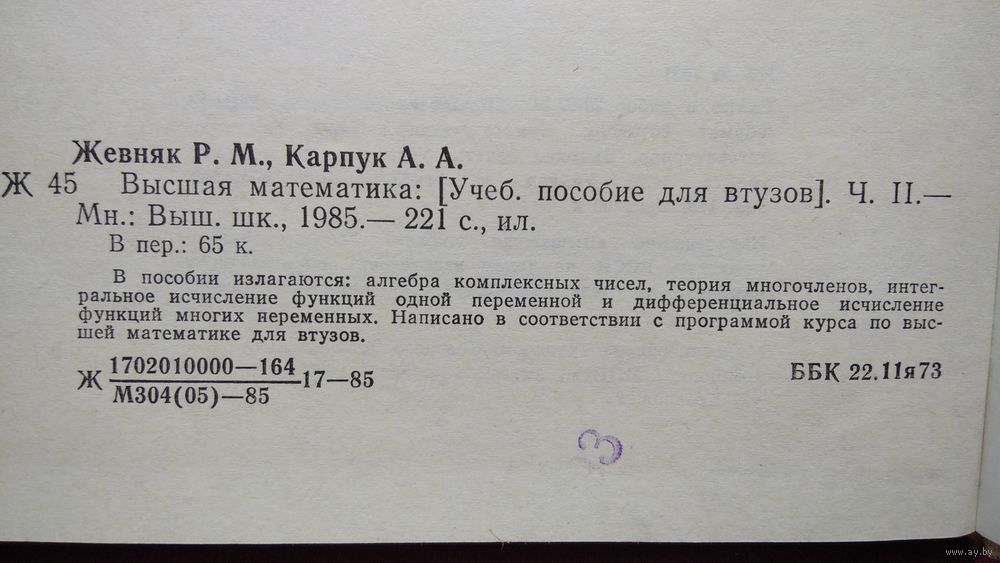 Жевняк Р. М., Карпук А. А.
Ж 45 Высшая математика: [Учеб. пособие для втузов]. Ч. II.—
Мн.: Выш. шк., 1985.— 221 с., ил.
В пер.: 65 к.
В пособии излагаются: алгебра комплексных чисел, теория многочленов, интег-
ральное исчисление функций одной переменной и дифференциальное исчисление
функций многих неременных. Написано в соответствии с программой курса по выс-
шей математике для втузов.
Ж 1702010000—164 17—85
М304(05)—85
ББК 22.11я73
3
www.ay.by